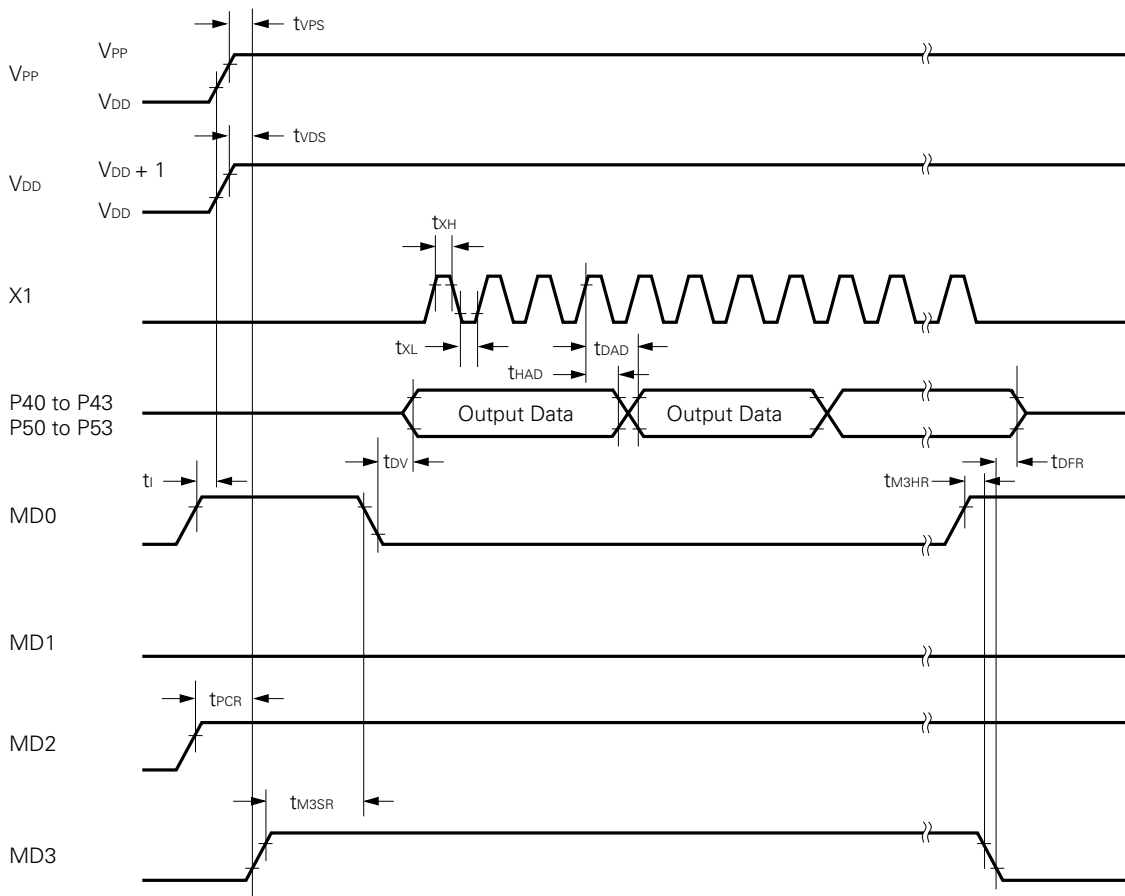 tVPS
VPP
VPP
VDD
tVDS
VDD + 1
VDD
VDD
tXH
X1
tXL
tDAD
tHAD
P40 to P43
P50 to P53
Output Data
Output Data
tDV
tDFR
tI
tM3HR
MD0
MD1
tPCR
MD2
tM3SR
MD3